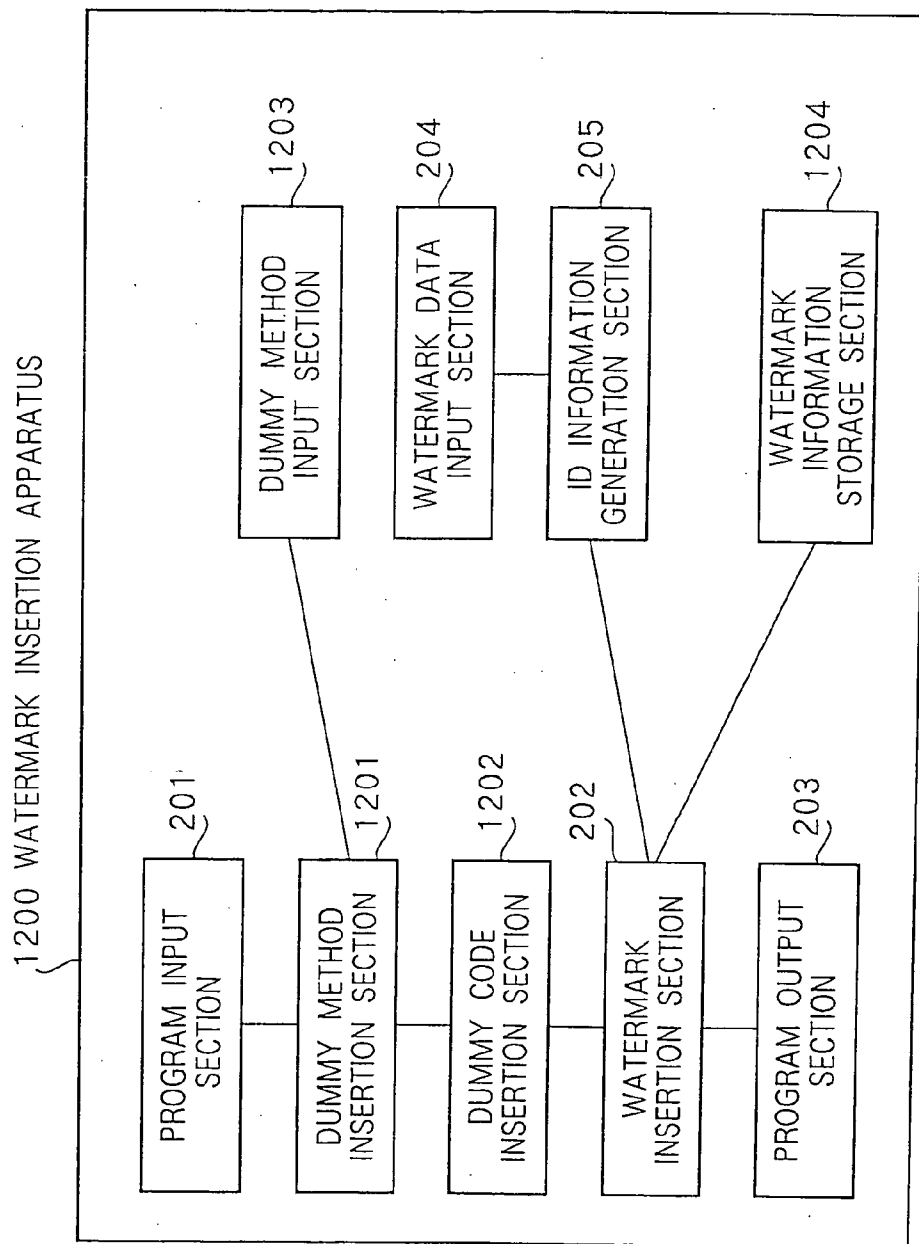 1200 WATERMARK INSERTION APPARATUS
201
PROGRAM INPUT
SECTION
1201
DUMMY METHOD
INSERTION SECTION
1202
DUMMY CODE
INSERTION SECTION
202
WATERMARK
INSERTION SECTION
203
PROGRAM OUTPUT
SECTION
1203
DUMMY METHOD
INPUT SECTION
204
WATERMARK DATA
INPUT SECTION
205
ID INFORMATION
GENERATION SECTION
1204
WATERMARK
INFORMATION
STORAGE SECTION